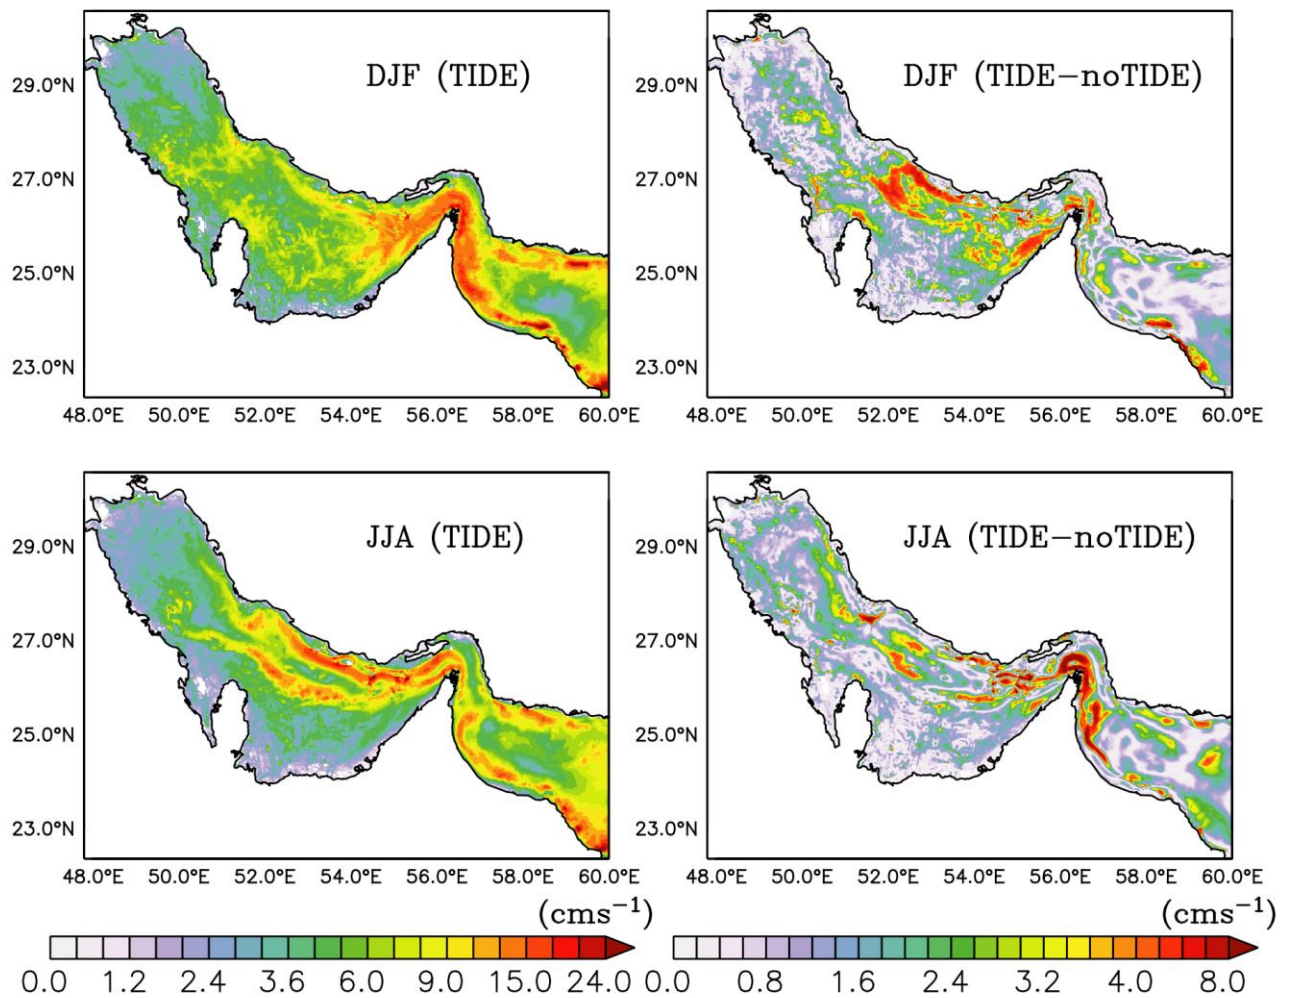 DJF (TIDE)
29.0°N
27.0°N
25.0°N
23.0°N
48.0°E 50.0°E 52.0°E 54.0°E 56.0°E 58.0°E 60.0°E
DJF (TIDE−noTIDE)
29.0°N
27.0°N
25.0°N
23.0°N
48.0°E 50.0°E 52.0°E 54.0°E 56.0°E 58.0°E 60.0°E
JJA (TIDE)
29.0°N
27.0°N
25.0°N
23.0°N
48.0°E 50.0°E 52.0°E 54.0°E 56.0°E 58.0°E 60.0°E
JJA (TIDE−noTIDE)
29.0°N
27.0°N
25.0°N
23.0°N
48.0°E 50.0°E 52.0°E 54.0°E 56.0°E 58.0°E 60.0°E
(cms⁻¹)
0.0 1.2 2.4 3.6 6.0 9.0 15.0 24.0
(cms⁻¹)
0.0 0.8 1.6 2.4 3.2 4.0 8.0